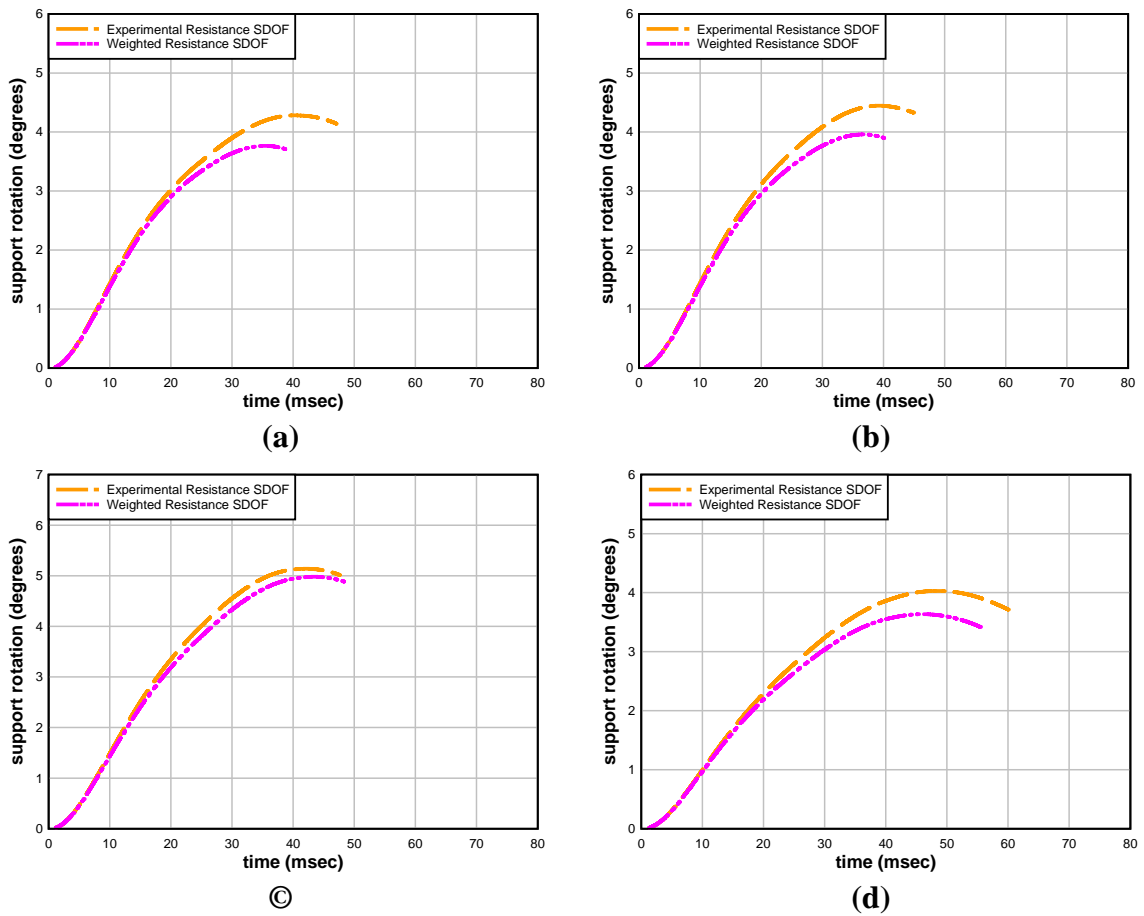 Experimental Resistance SDOF
Weighted Resistance SDOF
support rotation (degrees)
6
5
4
3
2
1
0
0 10 20 30 40 50 60 70 80
time (msec)
(a)
Experimental Resistance SDOF
Weighted Resistance SDOF
support rotation (degrees)
6
5
4
3
2
1
0
0 10 20 30 40 50 60 70 80
time (msec)
(b)
Experimental Resistance SDOF
Weighted Resistance SDOF
support rotation (degrees)
7
6
5
4
3
2
1
0
0 10 20 30 40 50 60 70 80
time (msec)
©
Experimental Resistance SDOF
Weighted Resistance SDOF
support rotation (degrees)
6
5
4
3
2
1
0
0 10 20 30 40 50 60 70 80
time (msec)
(d)